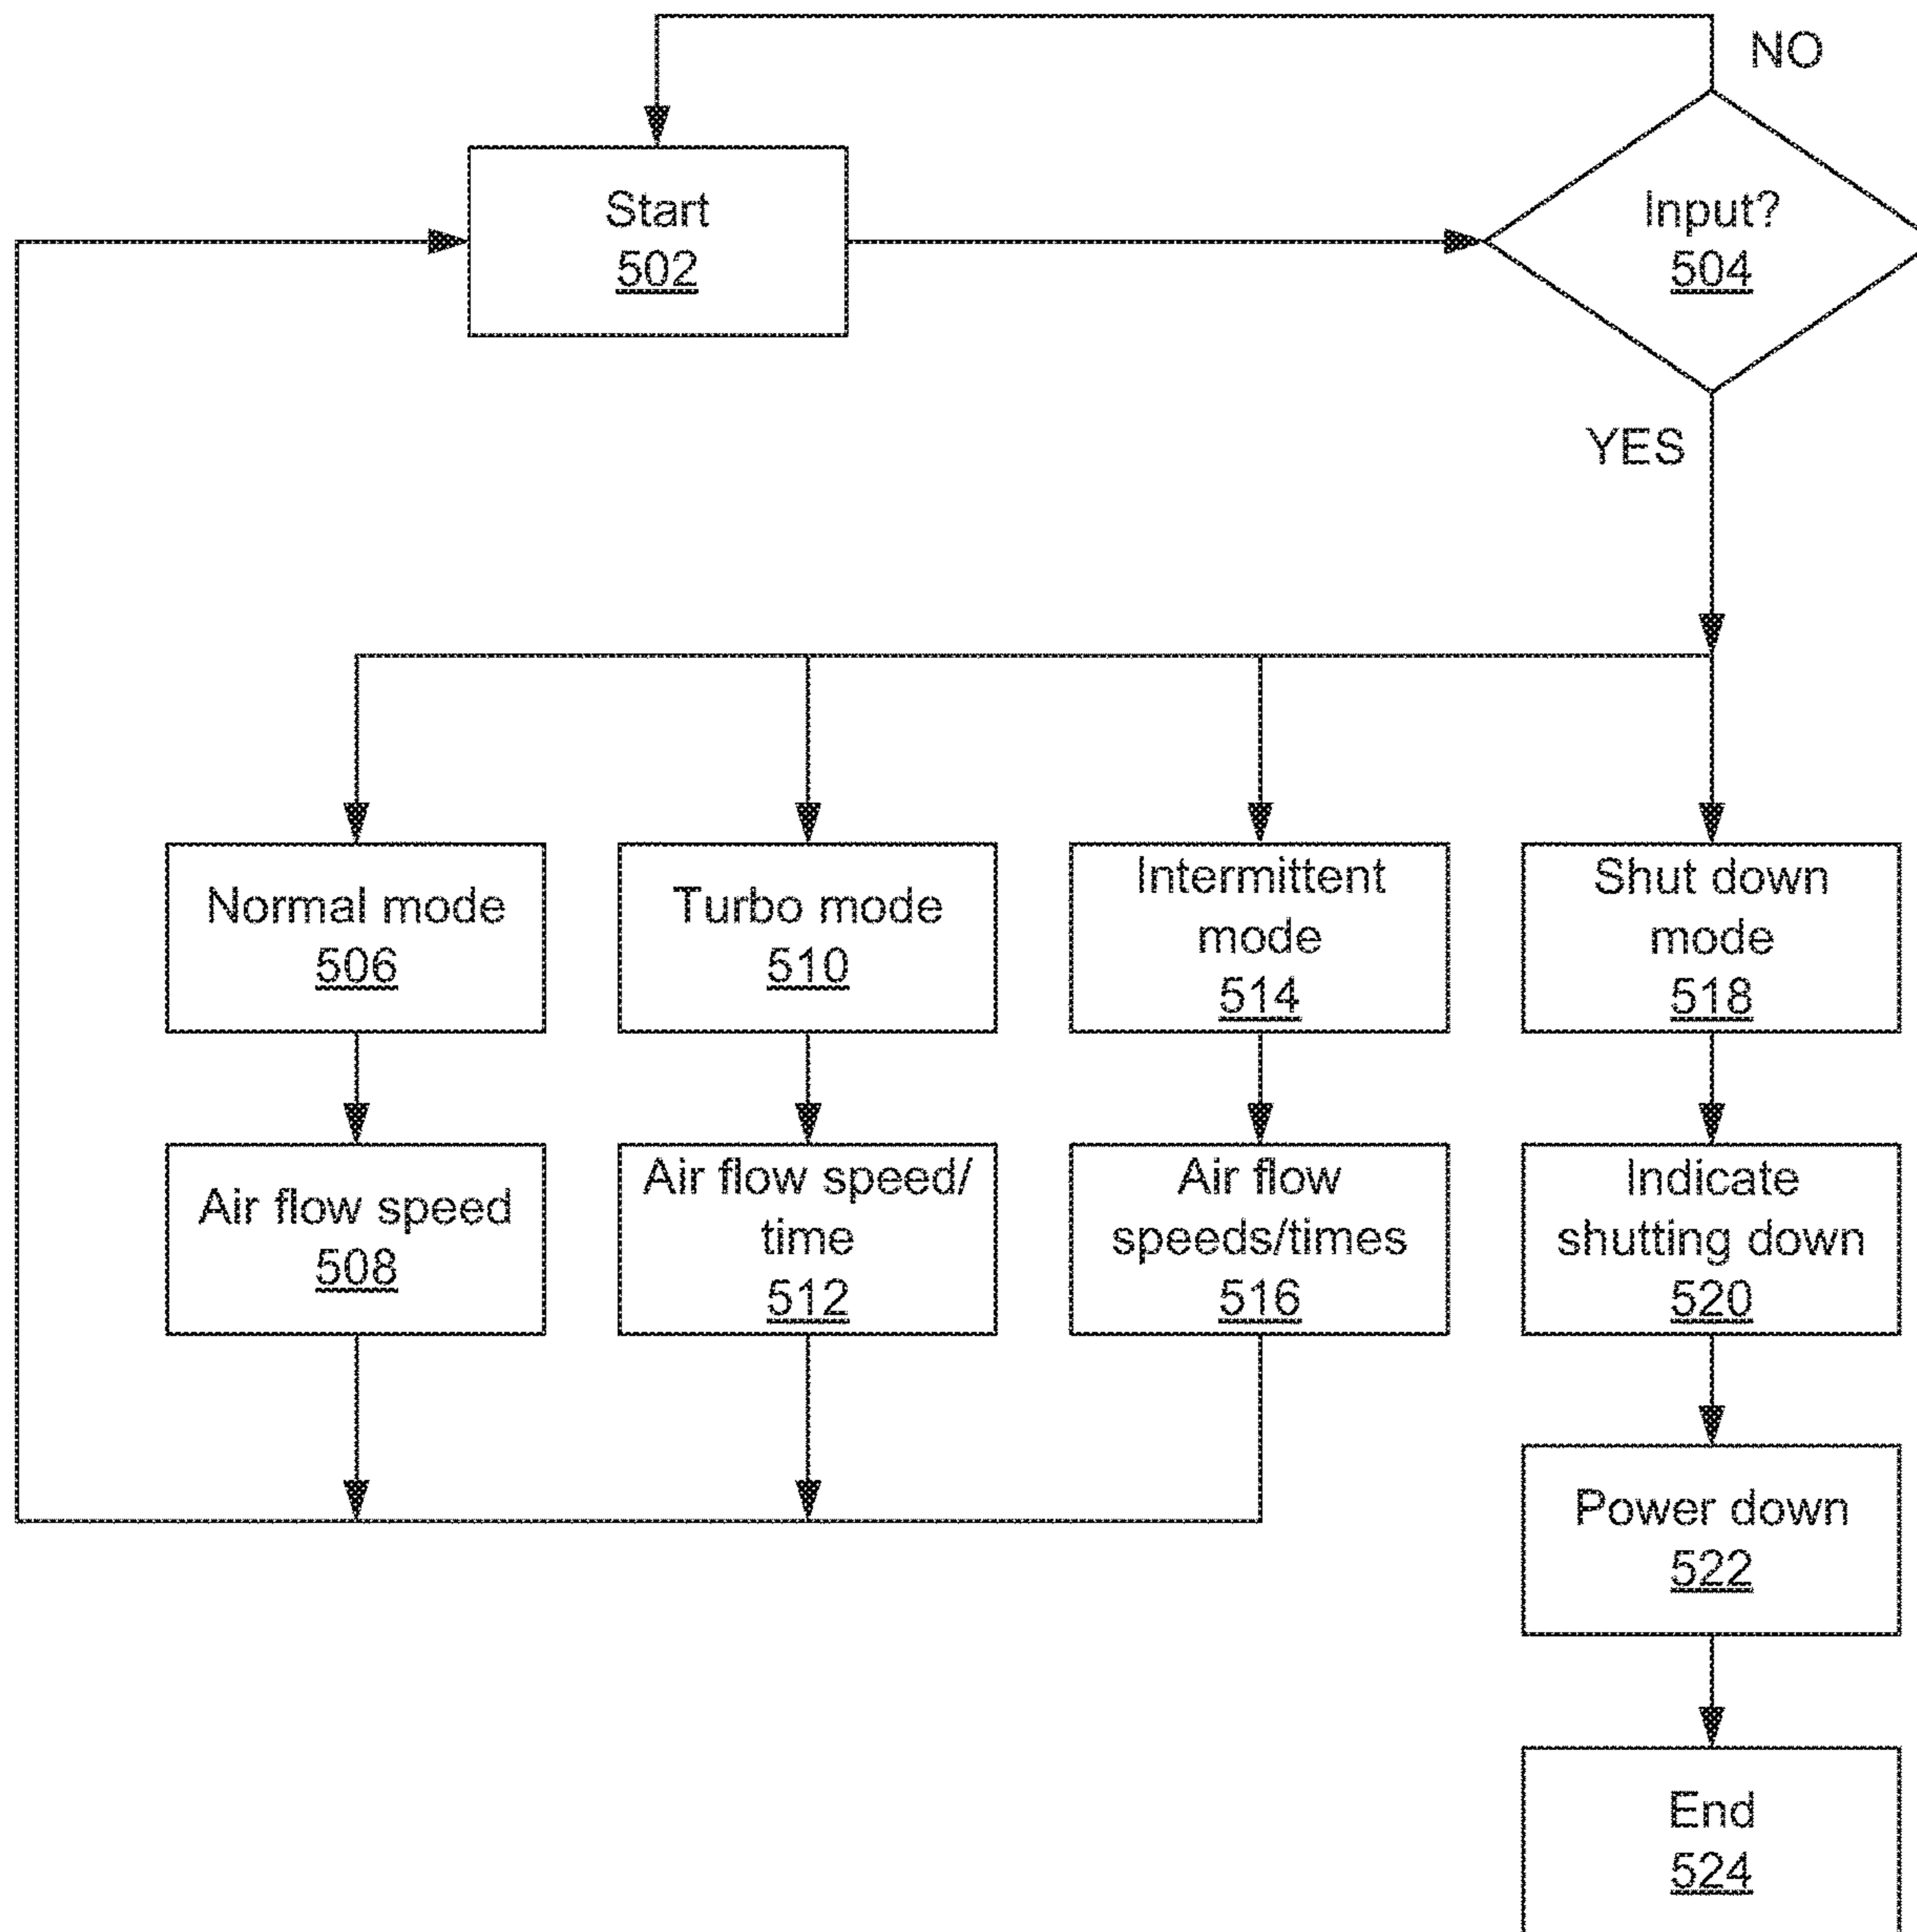 NO
Start
502
Input?
504
YES
Normal mode
506
Turbo mode
510
Intermittent
mode
514
Shut down
mode
518
Air flow speed
508
Air flow speed/
time
512
Air flow
speeds/times
516
Indicate
shutting down
520
Power down
522
End
524